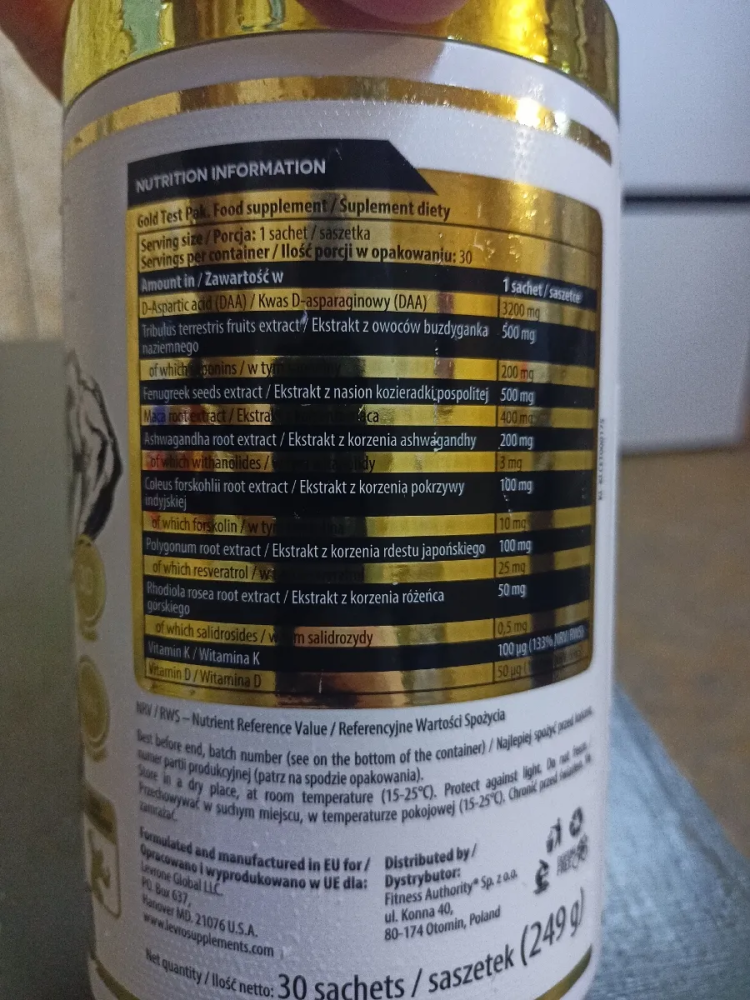 NUTRITION INFORMATION
Gold Test Pak. Food supplement / Suplement diety
Serving size / Porcja: 1 sachet / saszetka
Servings per container / Ilość porcji w opakowaniu: 30
Amount in / Zawartość w 1 sachet / saszetce
D-Aspartic acid (DAA) / Kwas D-asparaginowy (DAA) 3200 mg
Tribulus terrestris fruits extract / Ekstrakt z owoców buzdyganka 500 mg
naziemnego
of which saponins / w tym 200 mg
Fenugreek seeds extract / Ekstrakt z nasion kozieradki pospolitej 500 mg
Maca root extract / 400 mg
Ashwagandha root extract / Ekstrakt z korzenia ashwagandhy 200 mg
of which withanolides / 3 mg
Coleus forskohlii root extract / Ekstrakt z korzenia pokrzywy 100 mg
indyjskiej
of which forskolin / w tym 10 mg
Polygonum root extract / Ekstrakt z korzenia rdestu japońskiego 100 mg
of which resveratrol / 25 mg
Rhodiola rosea root extract / Ekstrakt z korzenia różeńca 50 mg
górskiego
of which salidrosides / w tym salidrozydy 0,5 mg
Vitamin K / Witamina K 100 µg (133% NRV/RWS)
Vitamin D / Witamina D 50 µg
NRV / RWS – Nutrient Reference Value / Referencyjne Wartości Spożycia
Best before end, batch number (see on the bottom of the container) / Najlepiej spożyć przed końcem,
numer partii produkcyjnej (patrz na spodzie opakowania).
Store in a dry place, at room temperature (15-25°C). Protect against light. Do not freeze /
Przechowywać w suchym miejscu, w temperaturze pokojowej (15-25°C). Chronić przed światłem. Nie
zamrażać.
Formulated and manufactured in EU for /
Opracowano i wyprodukowano w UE dla:
Levrone Global LLC.
PO. Bur 637,
Hanover MD. 21076 U.S.A.
www.levrosupplements.com
Distributed by /
Dystrybutor:
Fitness Authority® Sp. z o.o.
ul. Konna 40,
80-174 Otomin, Poland
Net quantity / Ilość netto: 30 sachets / saszetek (249 g)